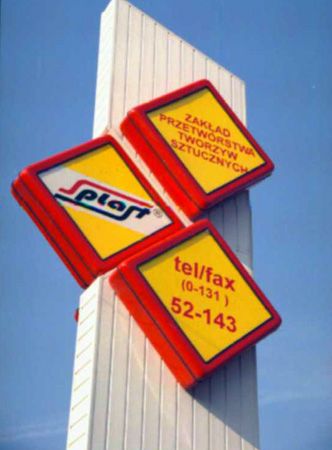 ZAKŁAD
PRZETWÓRSTWA
TWORZYW
SZTUCZNYCH
Splast®
tel/fax
(0-131)
52-143